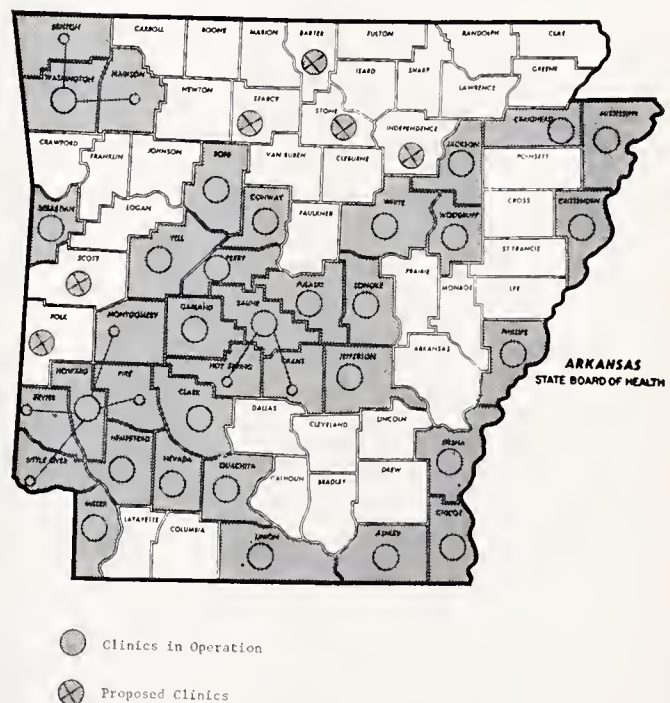 BENTON CARROLL BOONE MARION BAXTER FULTON RANDOLPH CLAY
WASHINGTON MADISON NEWTON SEARCY STONE IZARD SHARP LAWRENCE GREENE
CRAWFORD FRANKLIN JOHNSON POPE VAN BUREN CLEBURNE INDEPENDENCE JACKSON CRAIGHEAD MISSISSIPPI
POINSETT
SEBASTIAN LOGAN CONWAY FAULKNER WHITE WOODRUFF CROSS CRITTENDEN
SCOTT YELL PERRY PULASKI LONOKE PRAIRIE MONROE ST FRANCIS LEE
POLK MONTGOMERY GARLAND SALINE PHILLIPS
HOWARD PIKE HOT SPRING GRANT JEFFERSON ARKANSAS
ARKANSAS
STATE BOARD OF HEALTH
SEVIER CLARK DALLAS CLEVELAND LINCOLN
LITTLE RIVER HEMPSTEAD NEVADA OUACHITA CALHOUN BRADLEY DREW DESHA
MILLER LAFAYETTE COLUMBIA UNION ASHLEY CHICOT
Clinics in Operation
Proposed Clinics